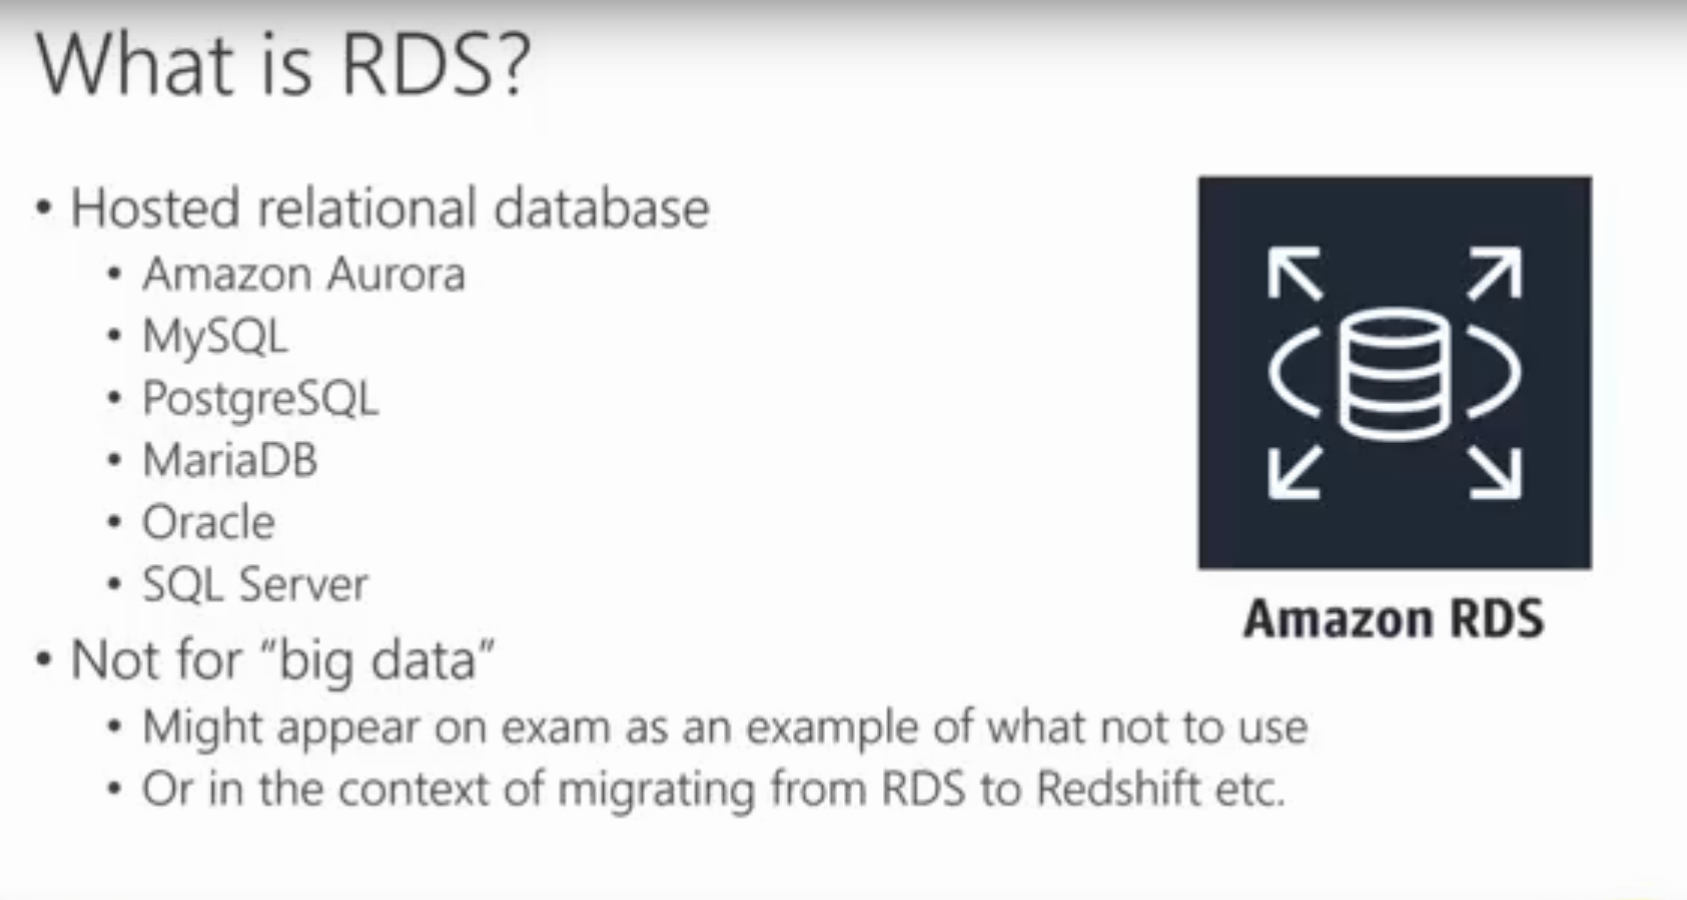 What is RDS?
• Hosted relational database
• Amazon Aurora
• MySQL
• PostgreSQL
• MariaDB
• Oracle
• SQL Server
• Not for “big data”
• Might appear on exam as an example of what not to use
• Or in the context of migrating from RDS to Redshift etc.
Amazon RDS